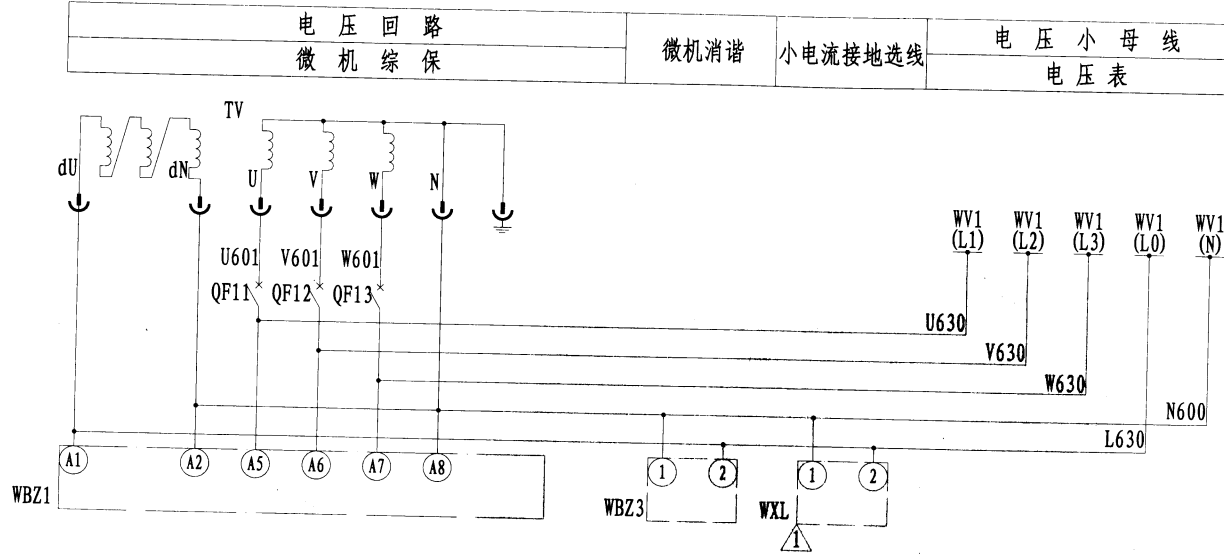 电压回路
微机综保
微机消谐
小电流接地选线
电压小母线
电压表
TV
dU
dN
U
V
W
N
U601
V601
W601
QF11
QF12
QF13
WV1
(L1)
WV1
(L2)
WV1
(L3)
WV1
(L0)
WV1
(N)
U630
V630
W630
N600
L630
A1
A2
A5
A6
A7
A8
1
2
1
2
WBZ1
WBZ3
WXL
1